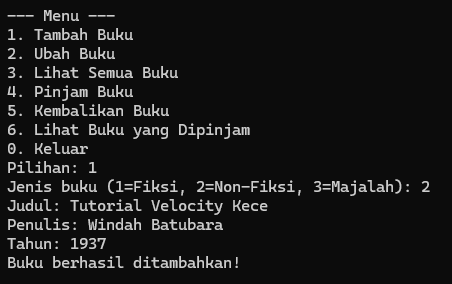 --- Menu ---
1. Tambah Buku
2. Ubah Buku
3. Lihat Semua Buku
4. Pinjam Buku
5. Kembalikan Buku
6. Lihat Buku yang Dipinjam
0. Keluar
Pilihan: 1
Jenis buku (1=Fiksi, 2=Non-Fiksi, 3=Majalah): 2
Judul: Tutorial Velocity Kece
Penulis: Windah Batubara
Tahun: 1937
Buku berhasil ditambahkan!